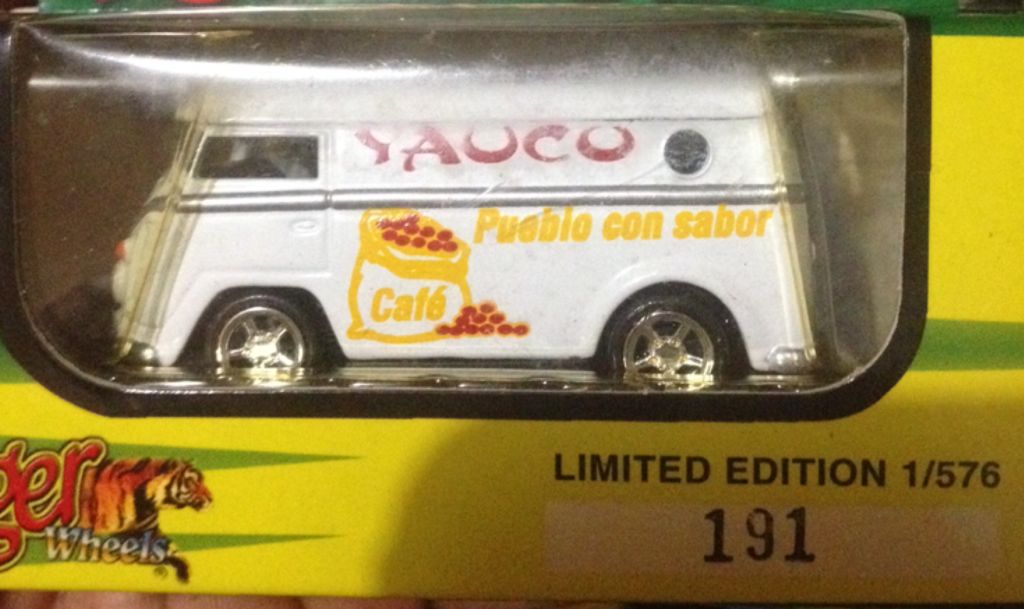 YAUCO
Pueblo con sabor
Café
LIMITED EDITION 1/576
191
Wheels
®